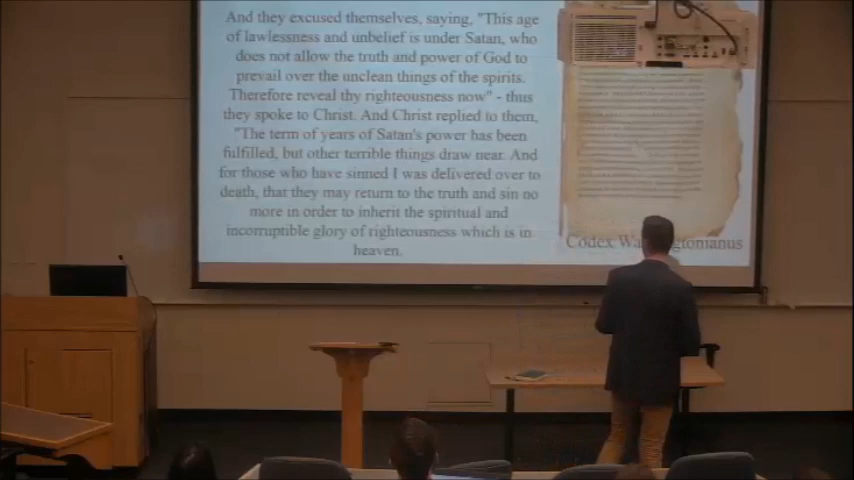 And they excused themselves, saying, "This age
of lawlessness and unbelief is under Satan, who
does not allow the truth and power of God to
prevail over the unclean things of the spirits.
Therefore reveal thy righteousness now" - thus
they spoke to Christ. And Christ replied to them,
"The term of years of Satan's power has been
fulfilled, but other terrible things draw near. And
for those who have sinned I was delivered over to
death, that they may return to the truth and sin no
more in order to inherit the spiritual and
incorruptible glory of righteousness which is in
heaven.
Codex